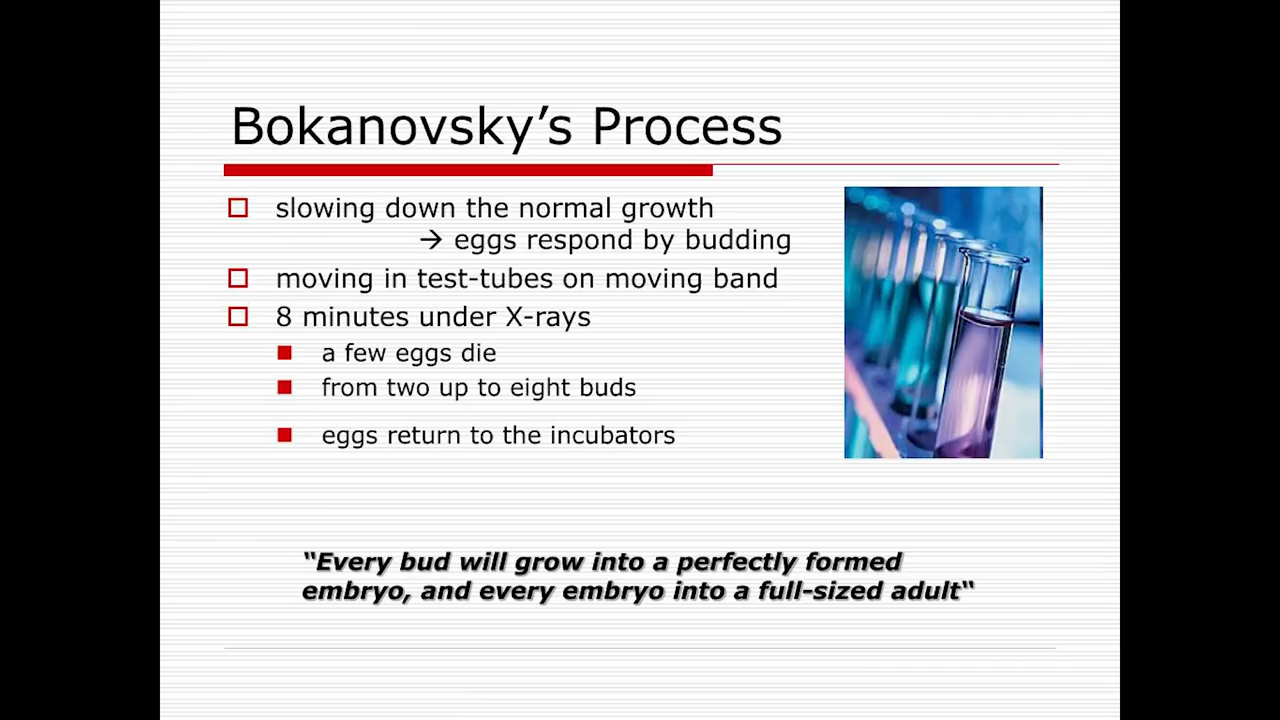 Bokanovsky’s Process
slowing down the normal growth
→ eggs respond by budding
moving in test-tubes on moving band
8 minutes under X-rays
a few eggs die
from two up to eight buds
eggs return to the incubators
“Every bud will grow into a perfectly formed
embryo, and every embryo into a full-sized adult“